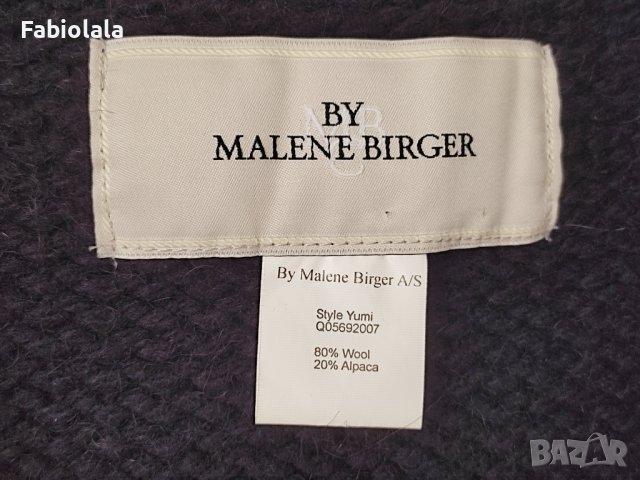 Fabiolala
BY
MALENE BIRGER
By Malene Birger A/S
Style Yumi
Q05692007
80% Wool
20% Alpaca
BAZAR